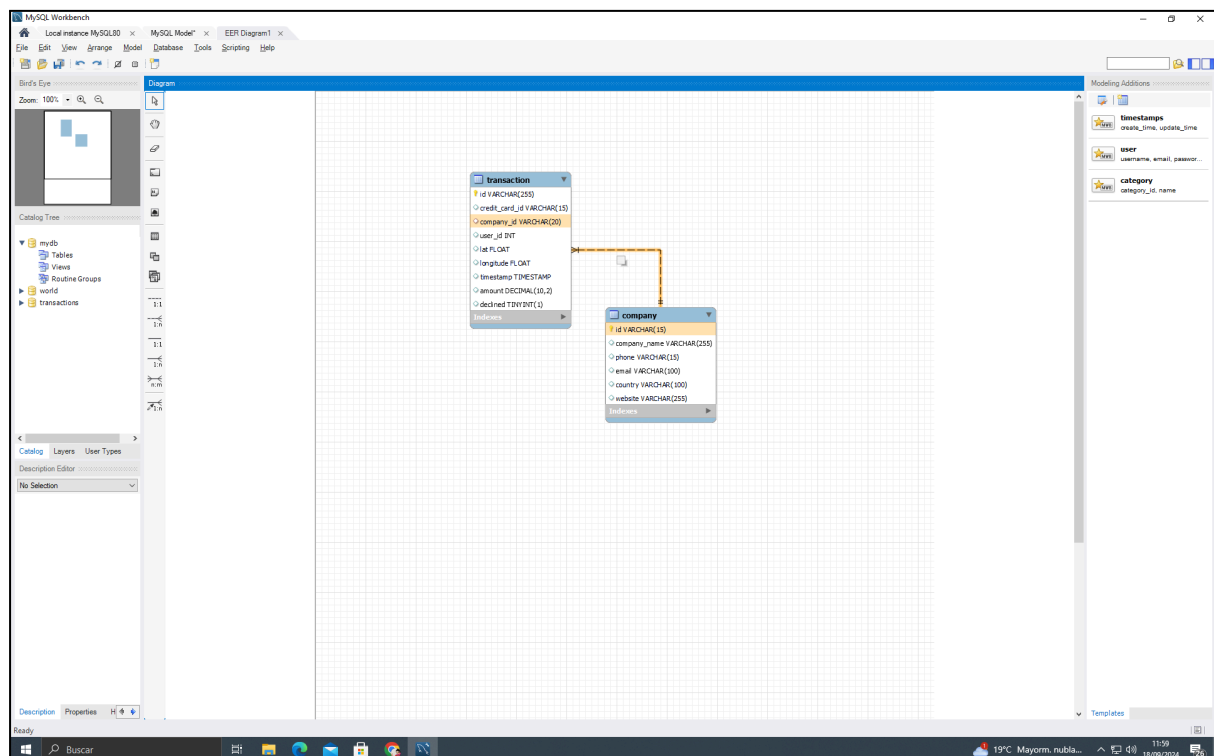 MySQL Workbench
Local instance MySQL80 × MySQL Model* × EER Diagram1 ×
File Edit View Arrange Model Database Tools Scripting Help
Bird's Eye
Zoom: 100%
Diagram
Modeling Additions
timestamps
create_time, update_time
user
username, email, passwor...
category
category_id, name
Catalog Tree
mydb
Tables
Views
Routine Groups
world
transactions
1:1
1:n
1:1
1:n
n:m
1:n
transaction
id VARCHAR(255)
credit_card_id VARCHAR(15)
company_id VARCHAR(20)
user_id INT
lat FLOAT
longitude FLOAT
timestamp TIMESTAMP
amount DECIMAL(10,2)
declined TINYINT(1)
Indexes
company
id VARCHAR(15)
company_name VARCHAR(255)
phone VARCHAR(15)
email VARCHAR(100)
country VARCHAR(100)
website VARCHAR(255)
Indexes
Catalog Layers User Types
Description Editor
No Selection
Description Properties H
Templates
Ready
Buscar
19°C Mayorm. nubla...
11:59
18/09/2024